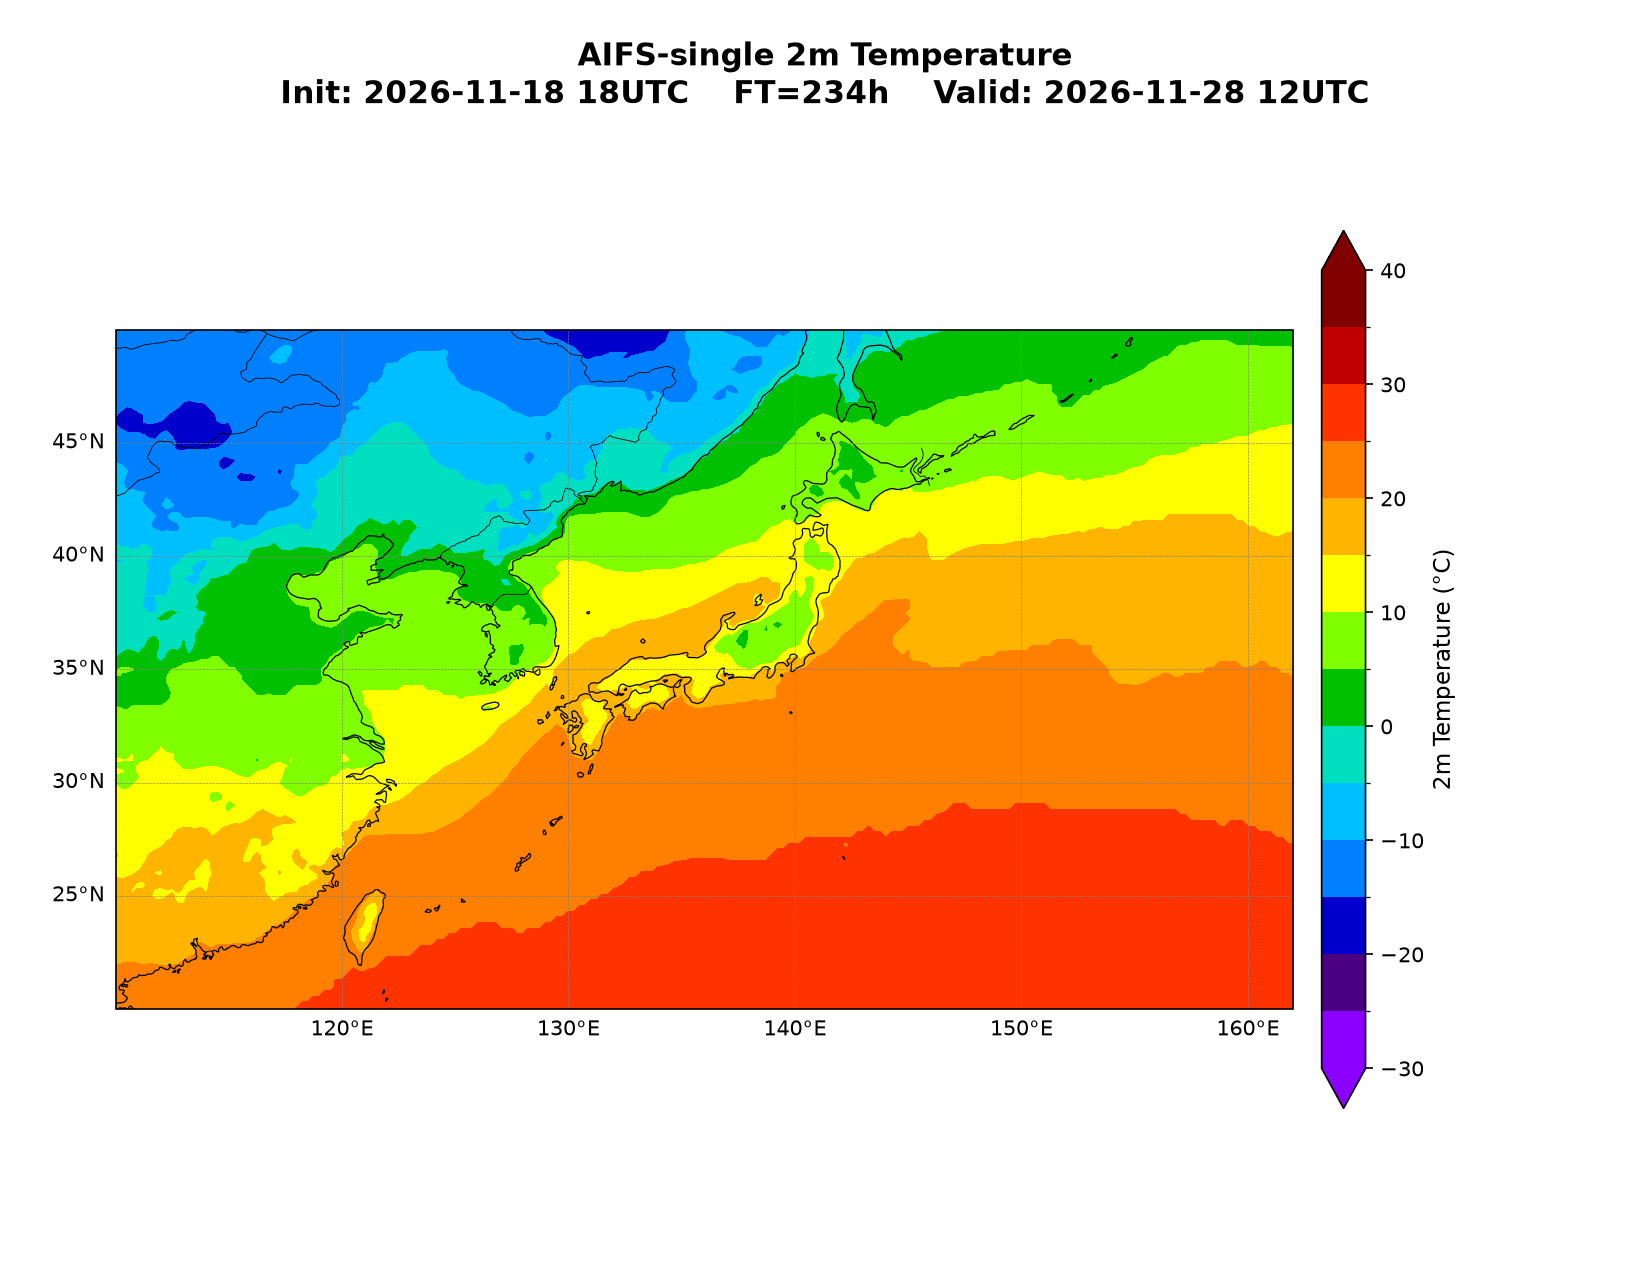 AIFS-single 2m Temperature
Init: 2026-11-18 18UTC    FT=234h    Valid: 2026-11-28 12UTC
45°N
40°N
35°N
30°N
25°N
120°E
130°E
140°E
150°E
160°E
40
30
20
10
0
−10
−20
−30
2m Temperature (°C)